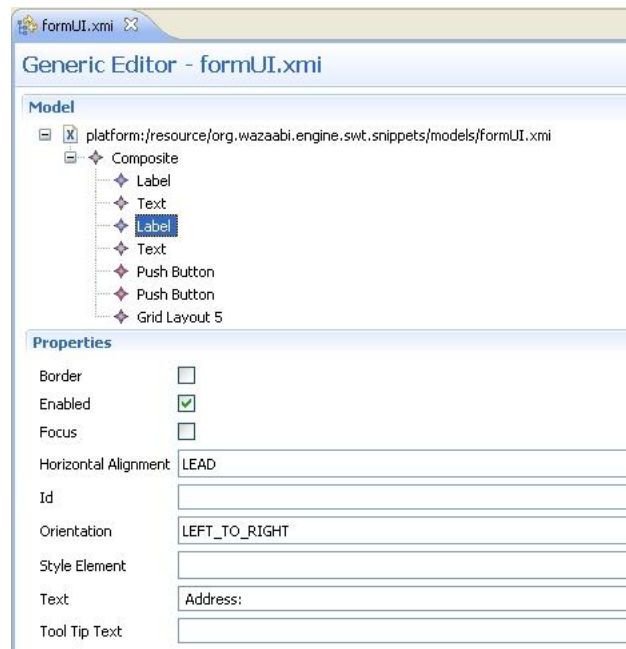 formUI.xmi
Generic Editor - formUI.xmi
Model
platform:/resource/org.wazaabi.engine.swt.snippets/models/formUI.xmi
Composite
Label
Text
Label
Text
Push Button
Push Button
Grid Layout 5
Properties
Border
Enabled
Focus
Horizontal Alignment LEAD
Id
Orientation LEFT_TO_RIGHT
Style Element
Text Address:
Tool Tip Text